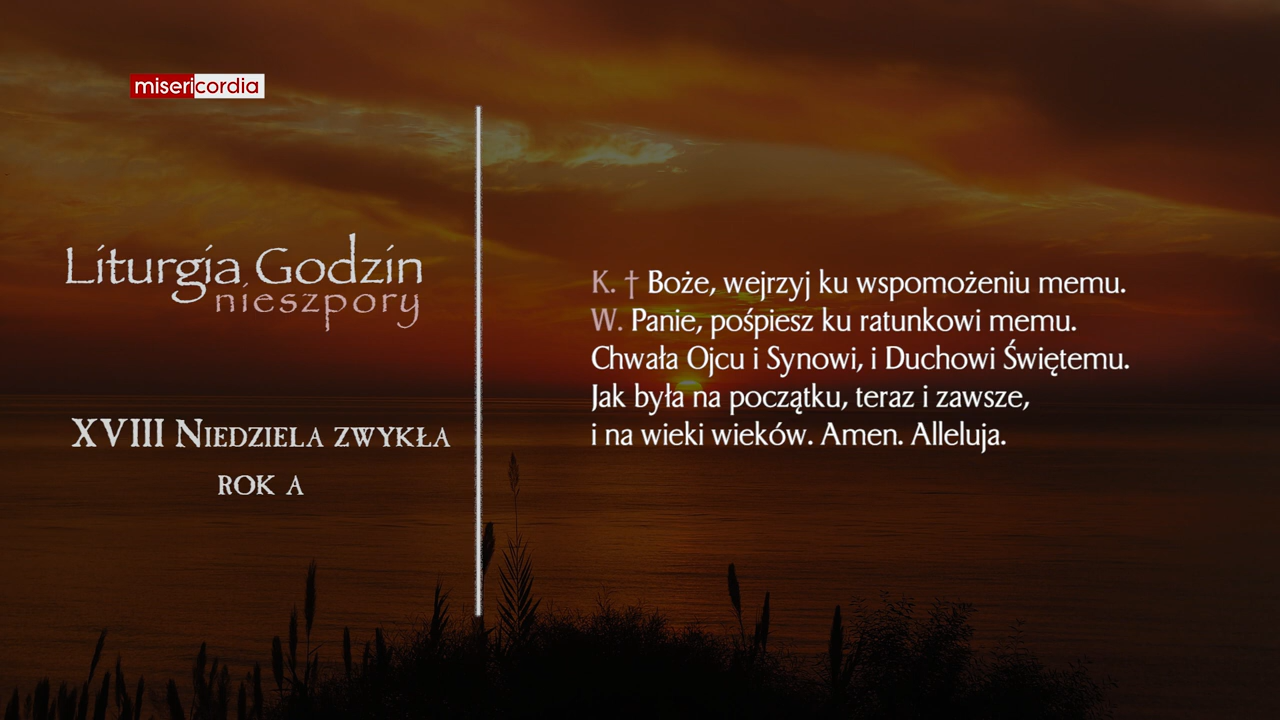 misericordia
Liturgia Godzin
nieszpory
XVIII Niedziela zwykła
rok A
K. † Boże, wejrzyj ku wspomożeniu memu.
W. Panie, pośpiesz ku ratunkowi memu.
Chwała Ojcu i Synowi, i Duchowi Świętemu.
Jak była na początku, teraz i zawsze,
i na wieki wieków. Amen. Alleluja.